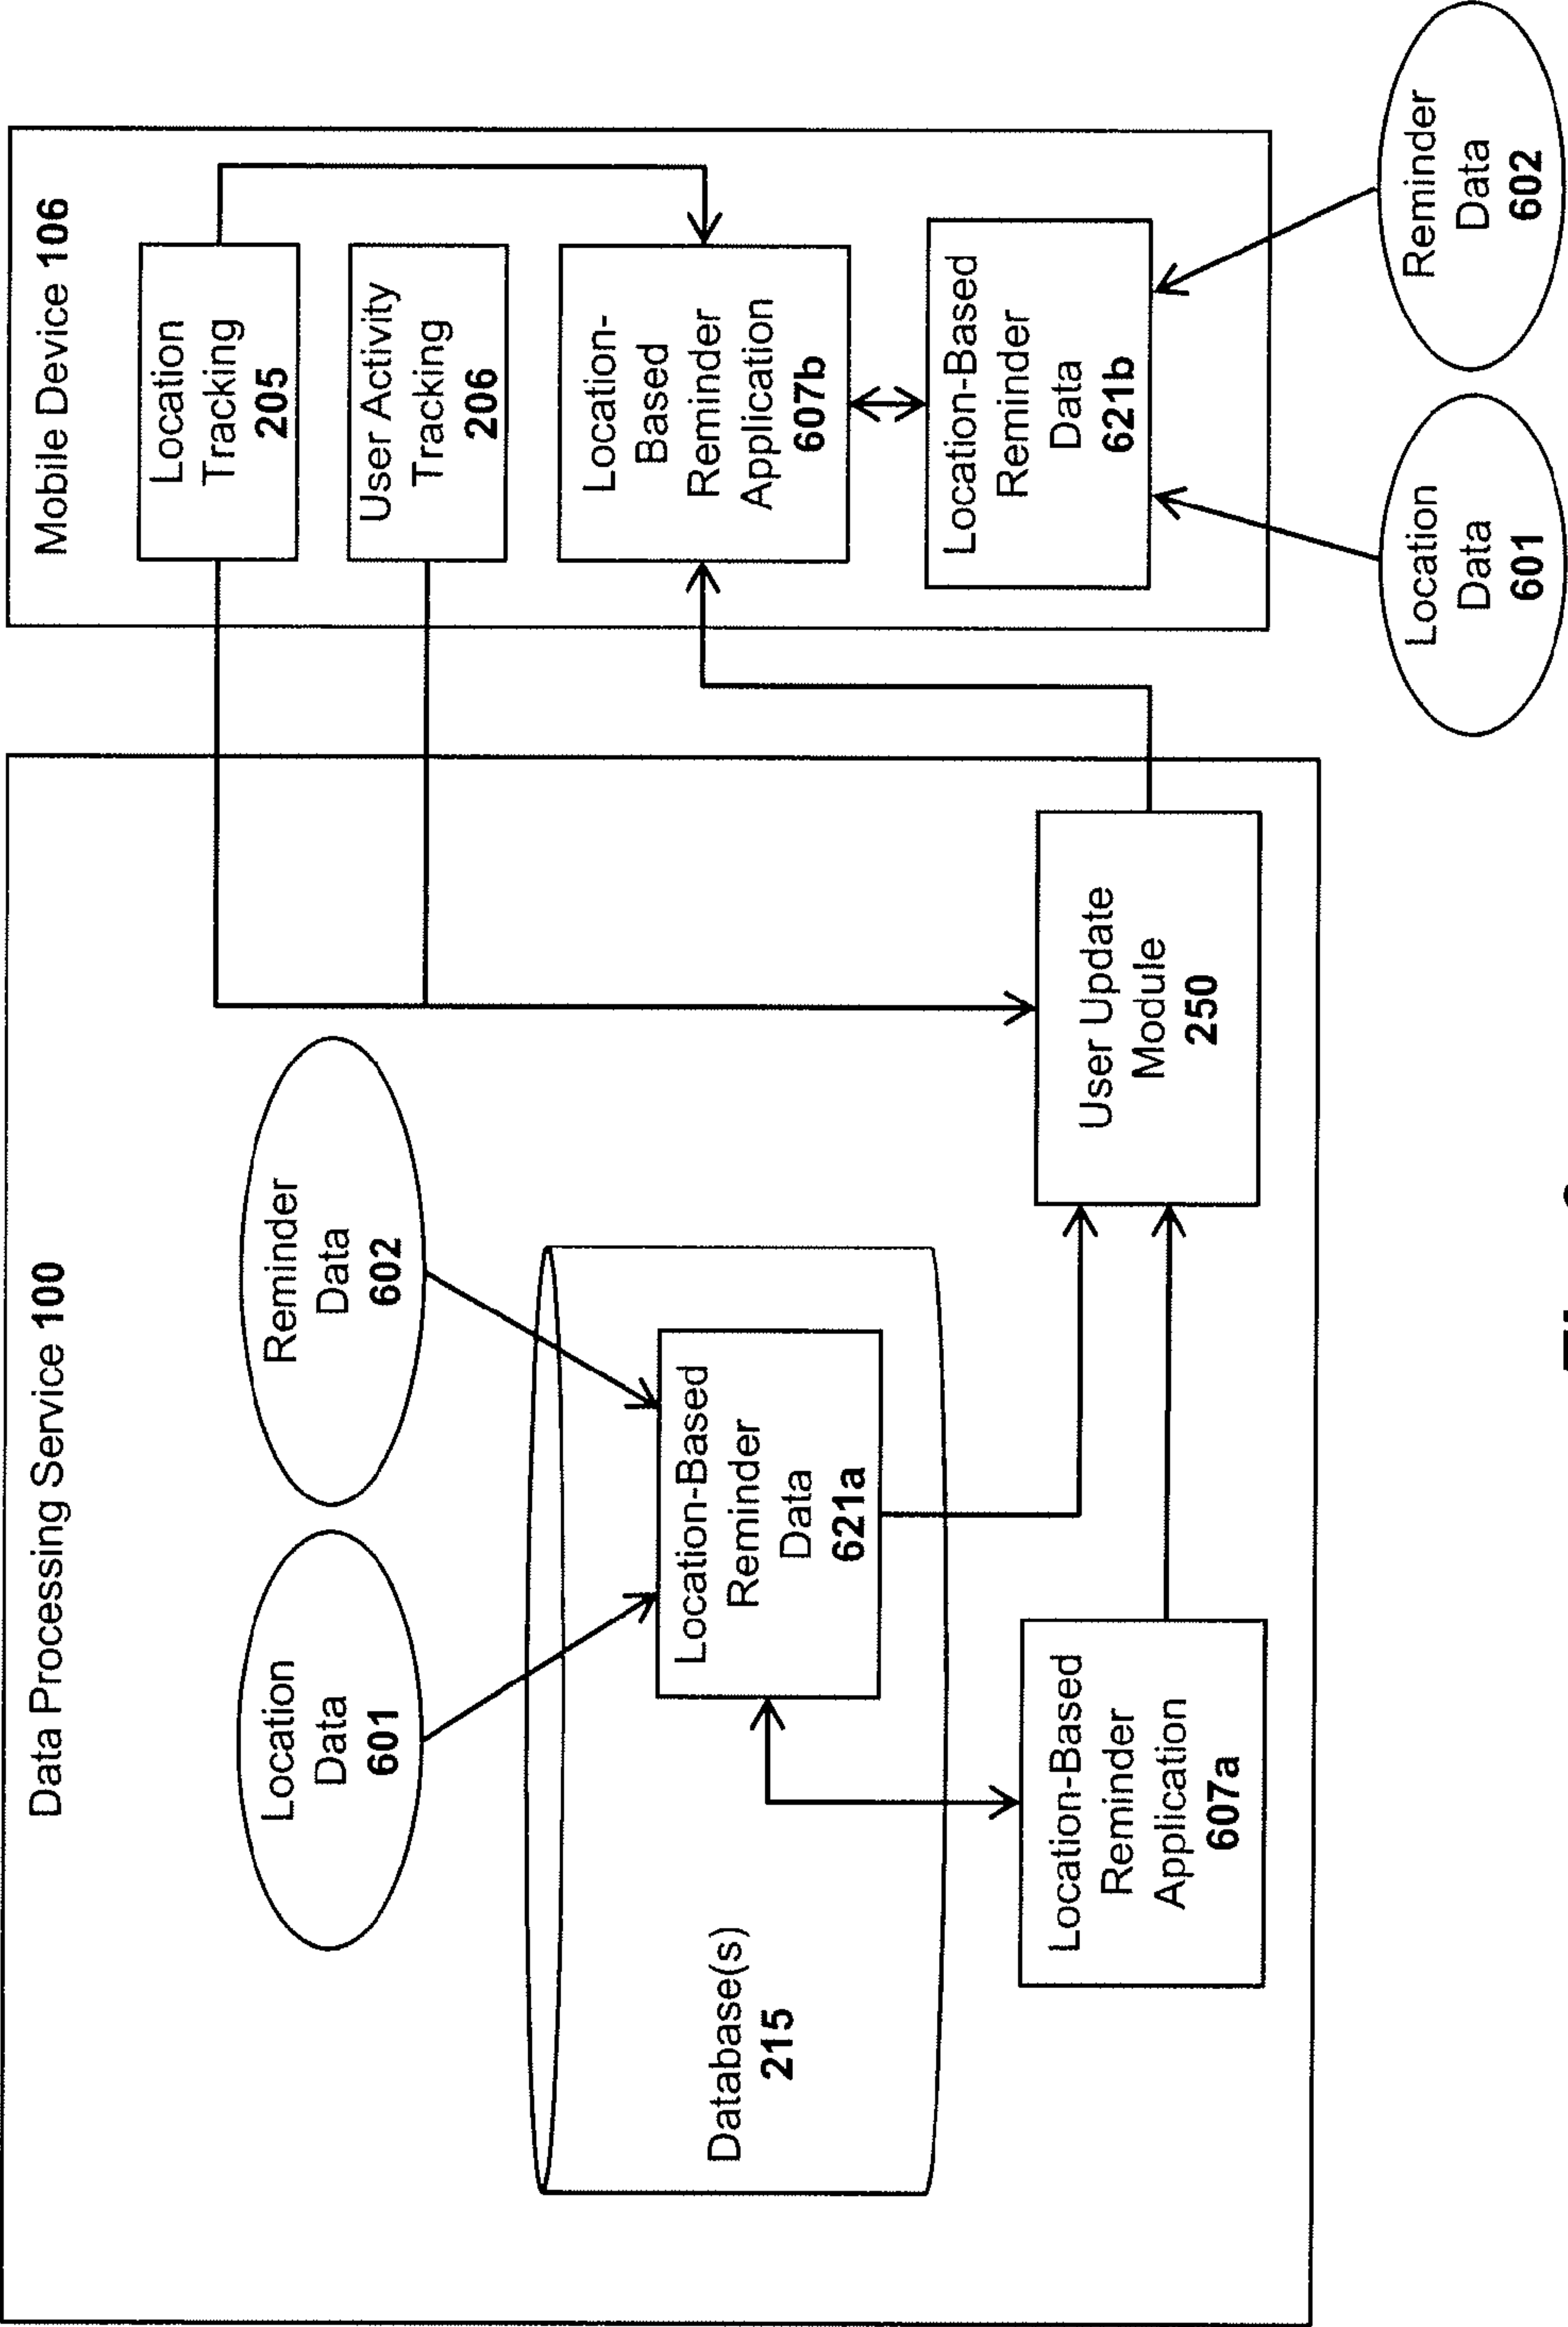 Data Processing Service 100
Location
Data
601
Reminder
Data
602
Database(s)
215
Location-Based
Reminder
Data
621a
Location-Based
Reminder
Application
607a
User Update
Module
250
Mobile Device 106
Location
Tracking
205
User Activity
Tracking
206
Location-
Based
Reminder
Application
607b
Location-Based
Reminder
Data
621b
Location
Data
601
Reminder
Data
602